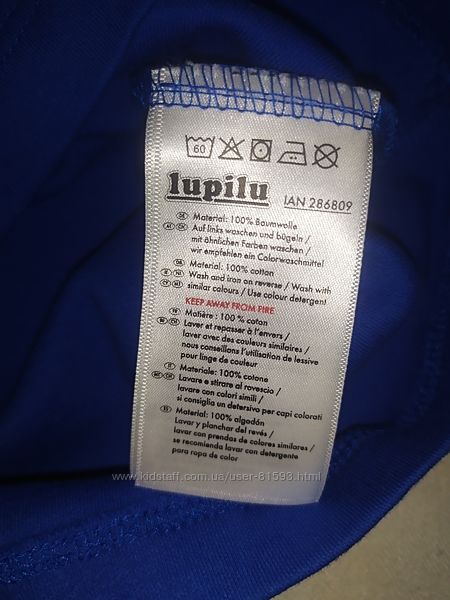 60
lupilu IAN 286809
DE Material: 100% Baumwolle
Auf links waschen und bügeln /
mit ähnlichen Farben waschen /
wir empfehlen ein Colorwaschmittel
Material: 100% cotton
Wash and iron on reverse / Wash with
similar colours / Use colour detergent
KEEP AWAY FROM FIRE
Matière : 100 % coton
Laver et repasser à l'envers /
laver avec des couleurs similaires /
nous conseillons l'utilisation de lessive
pour linge de couleur
IT Materiale: 100% cotone
Lavare e stirare al rovescio /
lavare con colori simili /
si consiglia un detersivo per capi colorati
ES Material: 100% algodón
Lavar y planchar del revés /
lavar con prendas de colores similares /
se recomienda lavar con detergente
para ropa de color
www.kidstaff.com.ua/user-81593.html